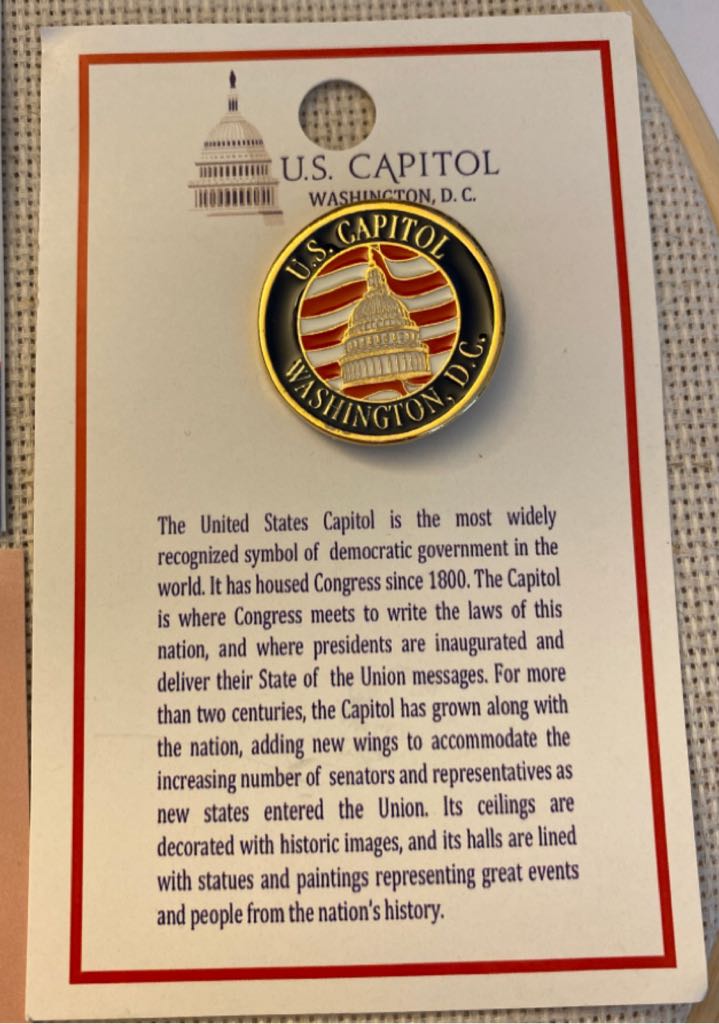 U.S. CAPITOL
WASHINGTON, D. C.
U.S. CAPITOL
WASHINGTON, D.C.
The United States Capitol is the most widely
recognized symbol of democratic government in the
world. It has housed Congress since 1800. The Capitol
is where Congress meets to write the laws of this
nation, and where presidents are inaugurated and
deliver their State of the Union messages. For more
than two centuries, the Capitol has grown along with
the nation, adding new wings to accommodate the
increasing number of senators and representatives as
new states entered the Union. Its ceilings are
decorated with historic images, and its halls are lined
with statues and paintings representing great events
and people from the nation's history.